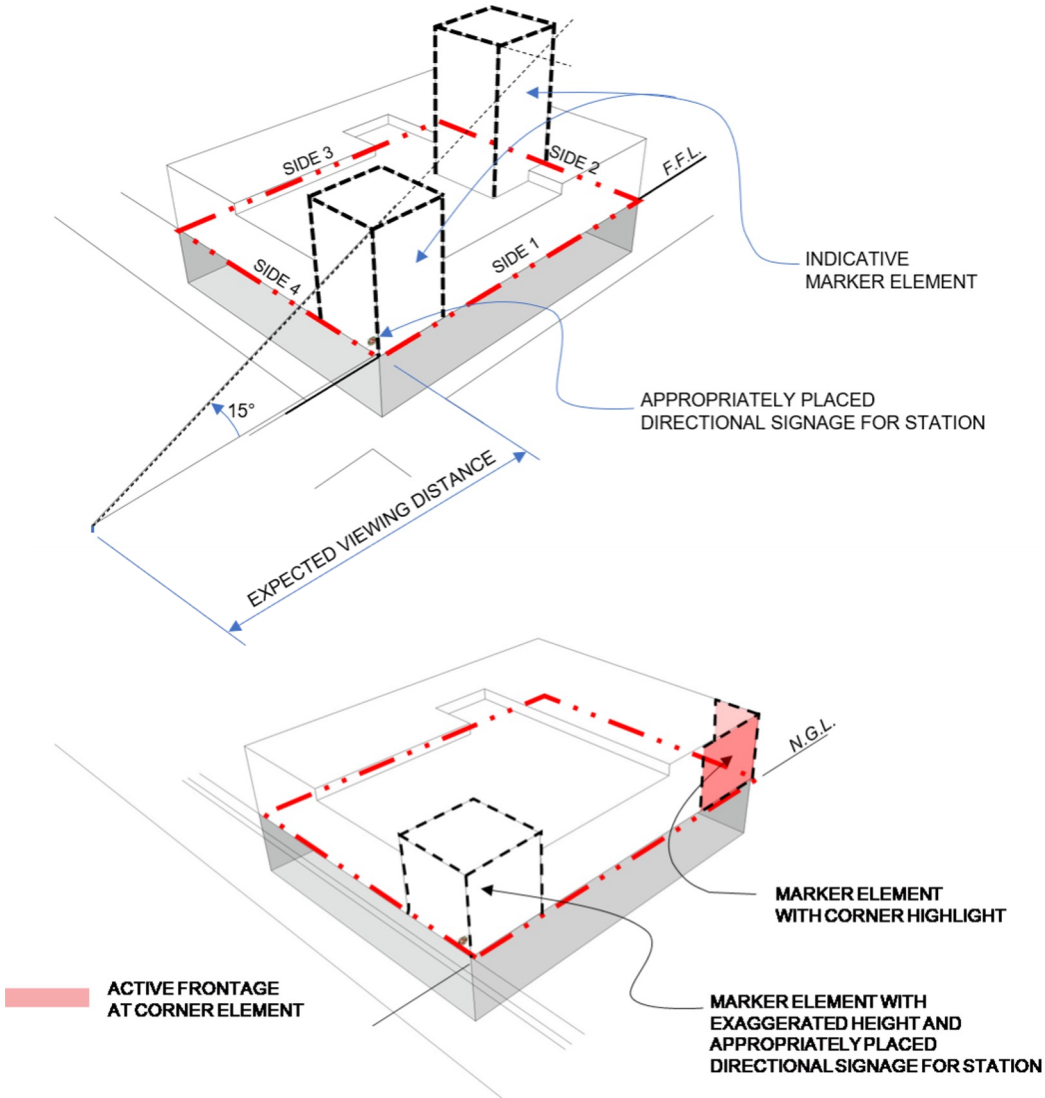 SIDE 3
SIDE 2
F.F.L.
SIDE 4
SIDE 1
INDICATIVE
MARKER ELEMENT
APPROPRIATELY PLACED
DIRECTIONAL SIGNAGE FOR STATION
15°
EXPECTED VIEWING DISTANCE
N.G.L.
MARKER ELEMENT
WITH CORNER HIGHLIGHT
ACTIVE FRONTAGE
AT CORNER ELEMENT
MARKER ELEMENT WITH
EXAGGERATED HEIGHT AND
APPROPRIATELY PLACED
DIRECTIONAL SIGNAGE FOR STATION